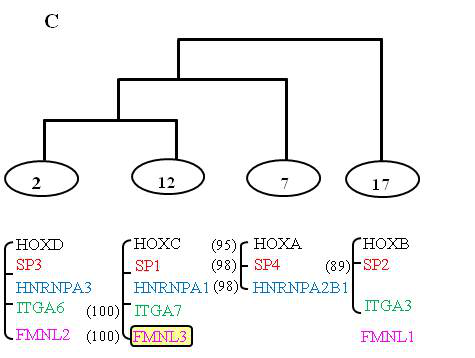 C
2 12 7 17
HOXD HOXC (95) HOXA HOXB
SP3 SP1 (98) SP4 (89) SP2
HNRNPA3 HNRNPA1 (98) HNRNPA2B1
ITGA6 (100) ITGA7 ITGA3
FMNL2 (100) FMNL3 FMNL1